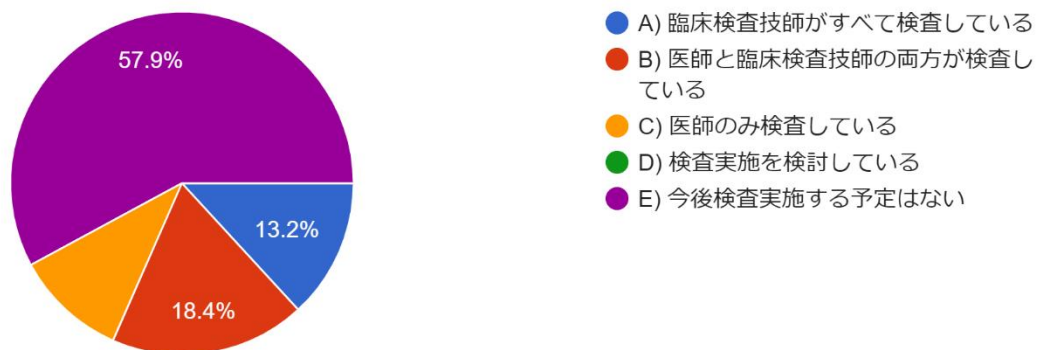 57.9%
13.2%
18.4%
A) 臨床検査技師がすべて検査している
B) 医師と臨床検査技師の両方が検査し
ている
C) 医師のみ検査している
D) 検査実施を検討している
E) 今後検査実施する予定はない